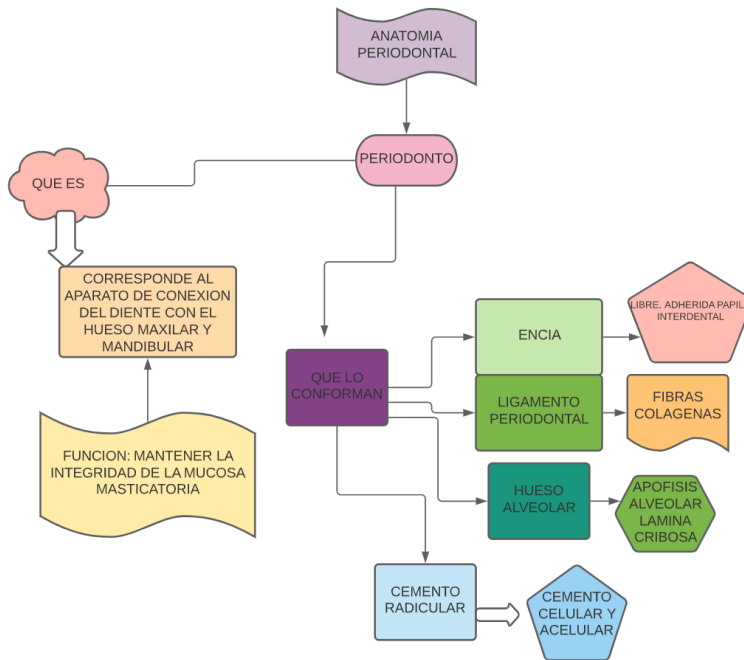 ANATOMIA
PERIODONTAL
PERIODONTO
QUE ES
CORRESPONDE AL
APARATO DE CONEXION
DEL DIENTE CON EL
HUESO MAXILAR Y
MANDIBULAR
FUNCION: MANTENER LA
INTEGRIDAD DE LA MUCOSA
MASTICATORIA
QUE LO
CONFORMAN
ENCIA
LIBRE. ADHERIDA PAPIL
INTERDENTAL
LIGAMENTO
PERIODONTAL
FIBRAS
COLAGENAS
HUESO
ALVEOLAR
APOFISIS
ALVEOLAR
LAMINA
CRIBOSA
CEMENTO
RADICULAR
CEMENTO
CELULAR Y
ACELULAR